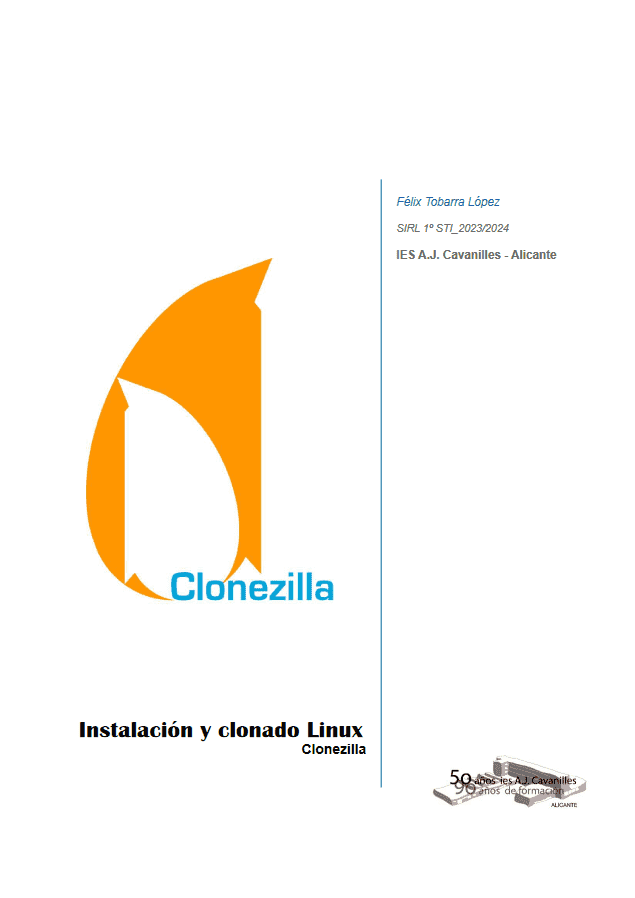 Félix Tobarra López
SIRL 1º STI_2023/2024
IES A.J. Cavanilles - Alicante
Clonezilla
Instalación y clonado Linux
Clonezilla
50 años ies A.J. Cavanilles
90 años de formación
ALICANTE